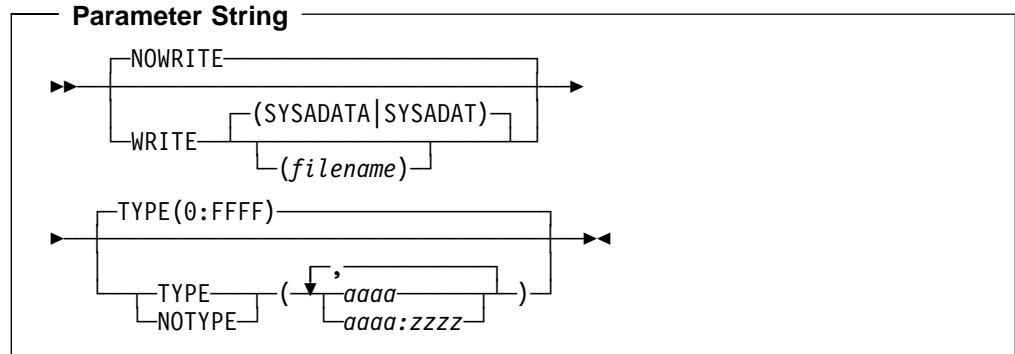 Parameter String
NOWRITE
(SYSADATA|SYSADAT)
WRITE
(filename)
TYPE(0:FFFF)
,
TYPE ( aaaa )
NOTYPE aaaa:zzzz